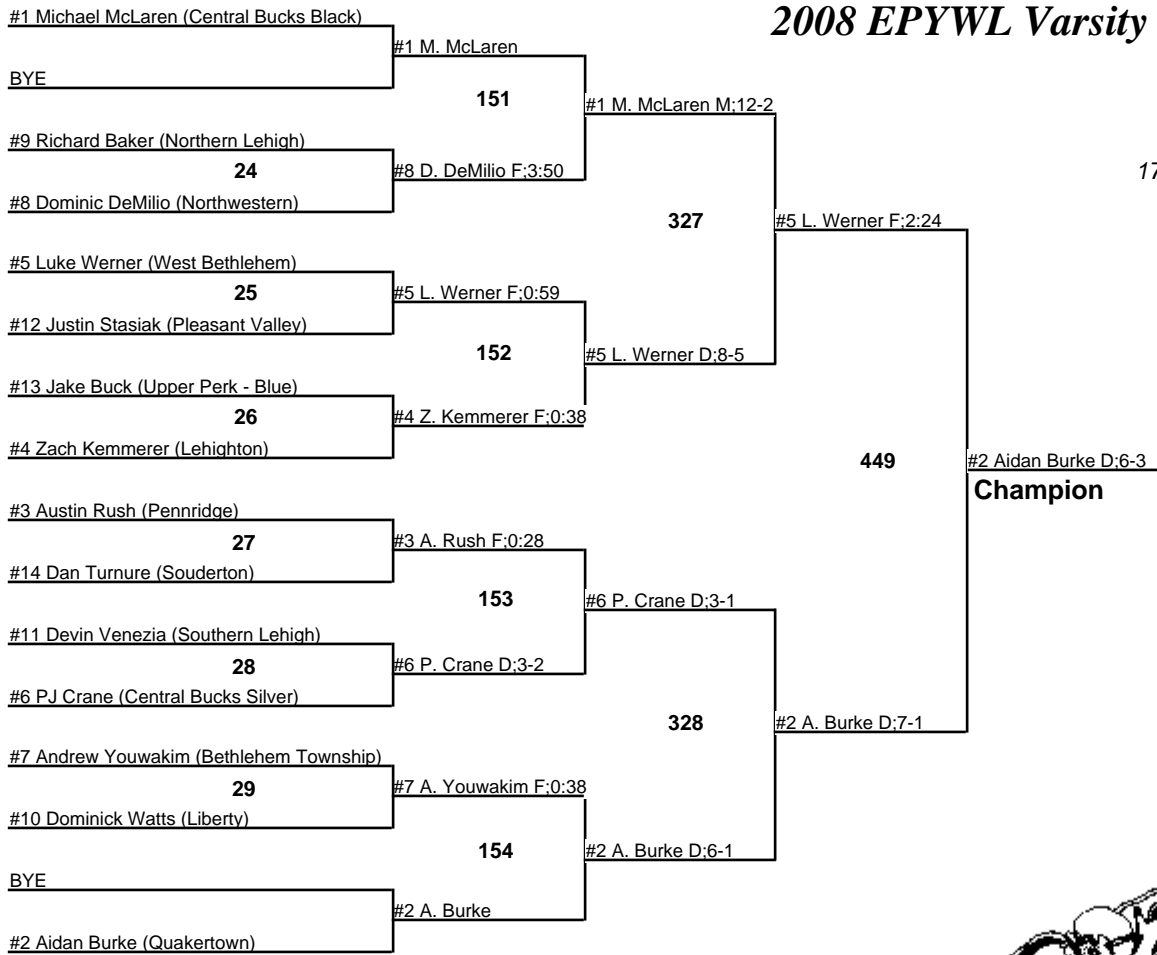 #1 Michael McLaren (Central Bucks Black)
2008 EPYWL Varsity
#1 M. McLaren
BYE
151
#1 M. McLaren M;12-2
#9 Richard Baker (Northern Lehigh)
24
#8 D. DeMilio F;3:50
17
#8 Dominic DeMilio (Northwestern)
327
#5 L. Werner F;2:24
#5 Luke Werner (West Bethlehem)
25
#5 L. Werner F;0:59
#12 Justin Stasiak (Pleasant Valley)
152
#5 L. Werner D;8-5
#13 Jake Buck (Upper Perk - Blue)
26
#4 Z. Kemmerer F;0:38
#4 Zach Kemmerer (Lehighton)
449
#2 Aidan Burke D;6-3
Champion
#3 Austin Rush (Pennridge)
27
#3 A. Rush F;0:28
#14 Dan Turnure (Souderton)
153
#6 P. Crane D;3-1
#11 Devin Venezia (Southern Lehigh)
28
#6 P. Crane D;3-2
#6 PJ Crane (Central Bucks Silver)
328
#2 A. Burke D;7-1
#7 Andrew Youwakim (Bethlehem Township)
29
#7 A. Youwakim F;0:38
#10 Dominick Watts (Liberty)
154
#2 A. Burke D;6-1
BYE
#2 A. Burke
#2 Aidan Burke (Quakertown)